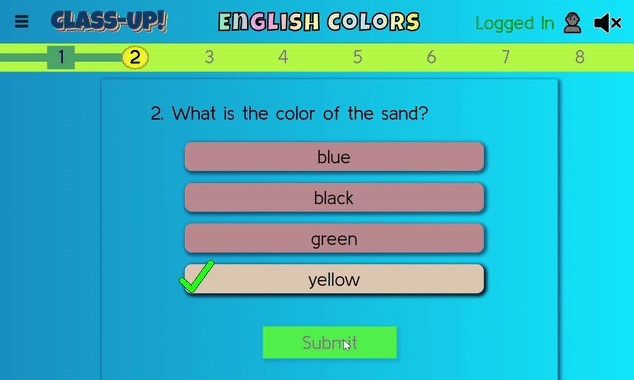 CLASS-UP! ENGLISH COLORS Logged In
1 2 3 4 5 6 7 8
2. What is the color of the sand?
blue
black
green
yellow
Submit